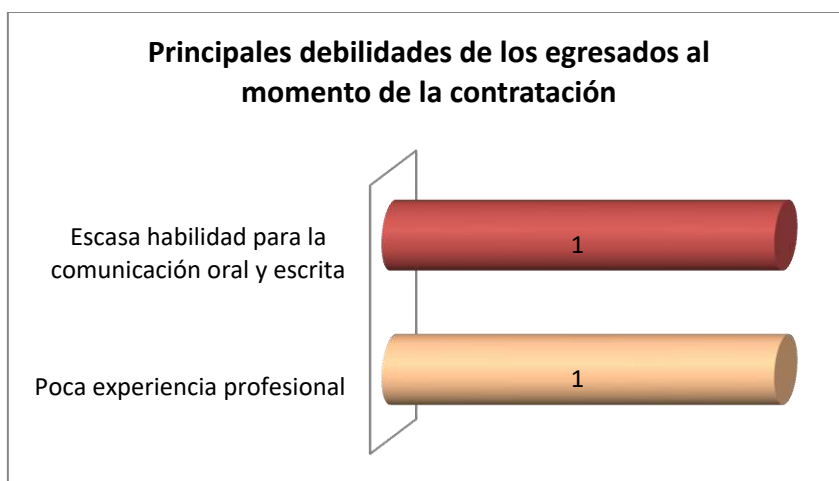 Principales debilidades de los egresados al
momento de la contratación
Escasa habilidad para la
comunicación oral y escrita
1
Poca experiencia profesional
1